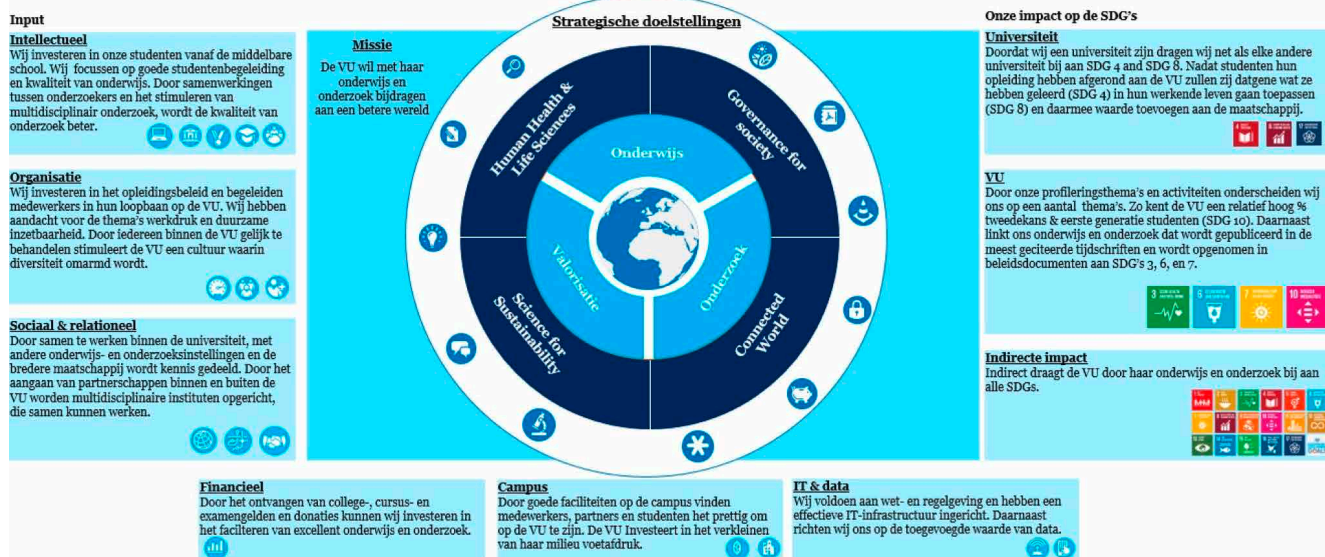 Input
Intellectueel
Wij investeren in onze studenten vanaf de middelbare
school. Wij focussen op goede studentenbegeleiding
en kwaliteit van onderwijs. Door samenwerkingen
tussen onderzoekers en het stimuleren van
multidisciplinair onderzoek, wordt de kwaliteit van
onderzoek beter.
Organisatie
Wij investeren in het opleidingsbeleid en begeleiden
medewerkers in hun loopbaan op de VU. Wij hebben
aandacht voor de thema's werkdruk en duurzame
inzetbaarheid. Door iedereen binnen de VU gelijk te
behandelen stimuleert de VU een cultuur waarin
diversiteit omarmd wordt.
Sociaal & relationeel
Door samen te werken binnen de universiteit, met
andere onderwijs- en onderzoeksinstellingen en de
bredere maatschappij wordt kennis gedeeld. Door het
aangaan van partnerschappen binnen en buiten de
VU worden multidisciplinaire instituten opgericht,
die samen kunnen werken.
Missie
De VU wil met haar
onderwijs en
onderzoek bijdragen
aan een betere wereld
Strategische doelstellingen
Human Health &
Life Sciences
Governance for
society
Onderwijs
Valorisatie
Onderzoek
Science for
Sustainability
Connected
World
Onze impact op de SDG's
Universiteit
Doordat wij een universiteit zijn dragen wij net als elke andere
universiteit bij aan SDG 4 and SDG 8. Nadat studenten hun
opleiding hebben afgrond aan de VU zullen zij datgene wat ze
hebben geleerd (SDG 4) in hun werkende leven gaan toepassen
(SDG 8) en daarmee waarde toevoegen aan de maatschappij.
VU
Door onze profileringsthema's en activiteiten onderscheiden wij
ons op een aantal thema's. Zo kent de VU een relatief hoog %
tweedekans & eerste generatie studenten (SDG 10). Daarnaast
linkt ons onderwijs en onderzoek dat wordt gepubliceerd in de
meest geciteerde tijdschriften en wordt opgenomen in
beleidsdocumenten aan SDG's 3, 6, en 7.
3
6
7
10
Indirecte impact
Indirect draagt de VU door haar onderwijs en onderzoek bij aan
alle SDGs.
Financieel
Door het ontvangen van college-, cursus- en
examengelden en donaties kunnen wij investeren in
het faciliteren van excellent onderwijs en onderzoek.
Campus
Door goede faciliteiten op de campus vinden
medewerkers, partners en studenten het prettig om
op de VU te zijn. De VU Investeert in het verkleinen
van haar milieu voetafdruk.
IT & data
Wij voldoen aan wet- en regelgeving en hebben een
effectieve IT-infrastructuur ingericht. Daarnaast
richten wij ons op de toegevoegde waarde van data.